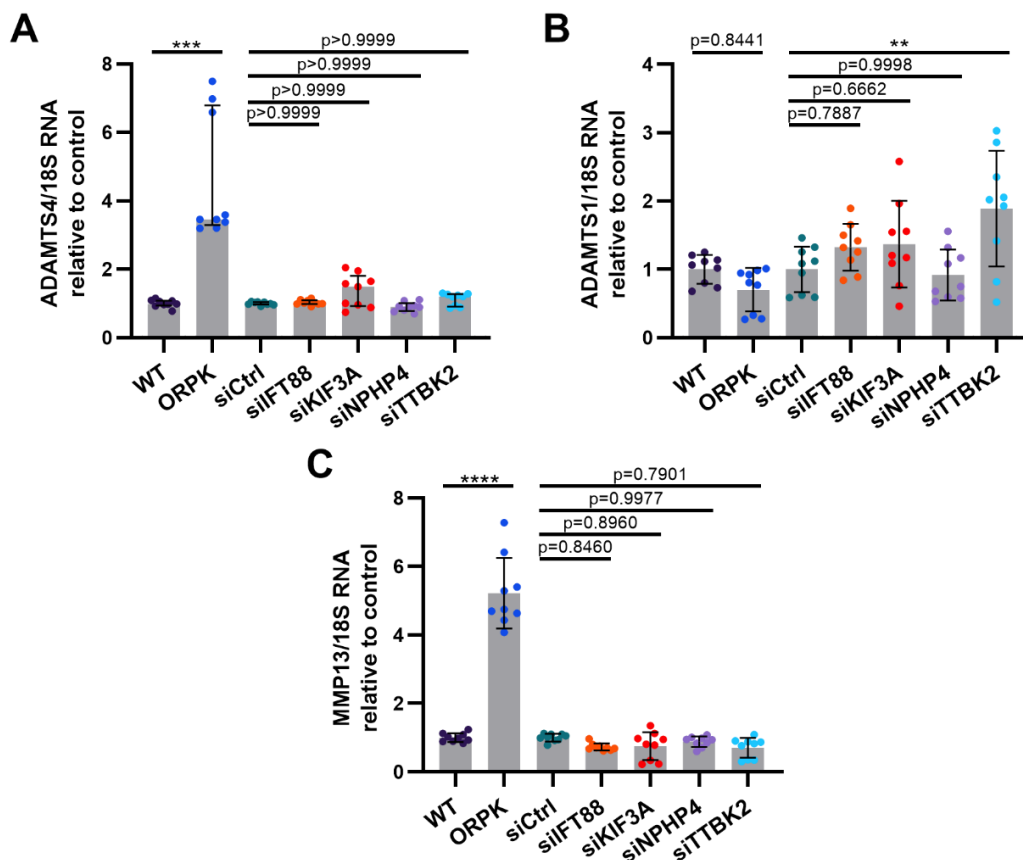 A
ADAMTS4/18S RNA
relative to control
***
p>0.9999
p>0.9999
p>0.9999
p>0.9999
8
6
4
2
0
WT
ORPK
siCtrl
siIFT88
siKIF3A
siNPHP4
siTTBK2
B
ADAMTS1/18S RNA
relative to control
p=0.8441
**
p=0.9998
p=0.6662
p=0.7887
4
3
2
1
0
WT
ORPK
siCtrl
siIFT88
siKIF3A
siNPHP4
siTTBK2
C
MMP13/18S RNA
relative to control
****
p=0.7901
p=0.9977
p=0.8960
p=0.8460
8
6
4
2
0
WT
ORPK
siCtrl
siIFT88
siKIF3A
siNPHP4
siTTBK2